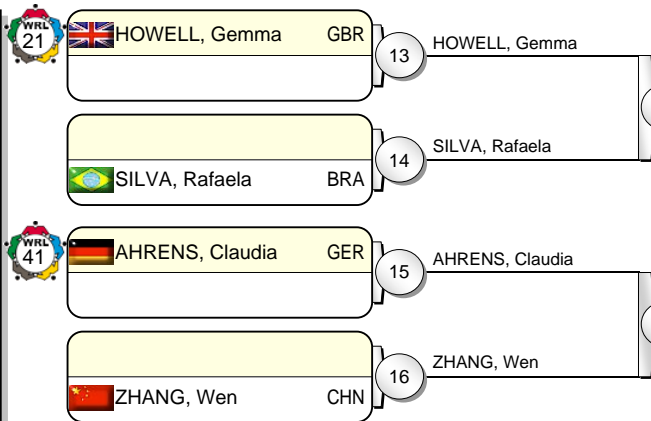 WRL
21
HOWELL, Gemma GBR
13
HOWELL, Gemma
SILVA, Rafaela BRA
14
SILVA, Rafaela
WRL
41
AHRENS, Claudia GER
15
AHRENS, Claudia
ZHANG, Wen CHN
16
ZHANG, Wen